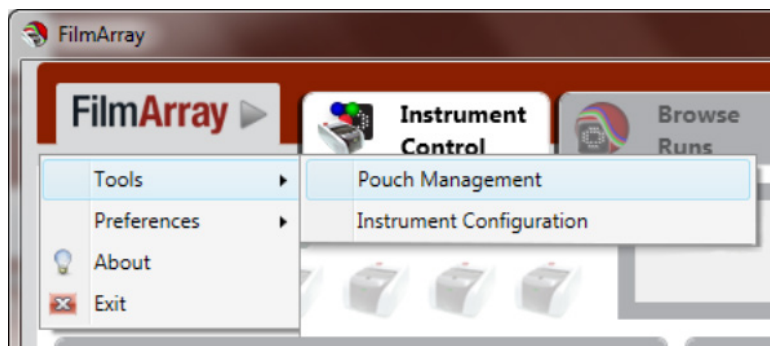 FilmArray
FilmArray
Instrument
Control
Browse
Runs
Tools
Pouch Management
Preferences
Instrument Configuration
About
Exit